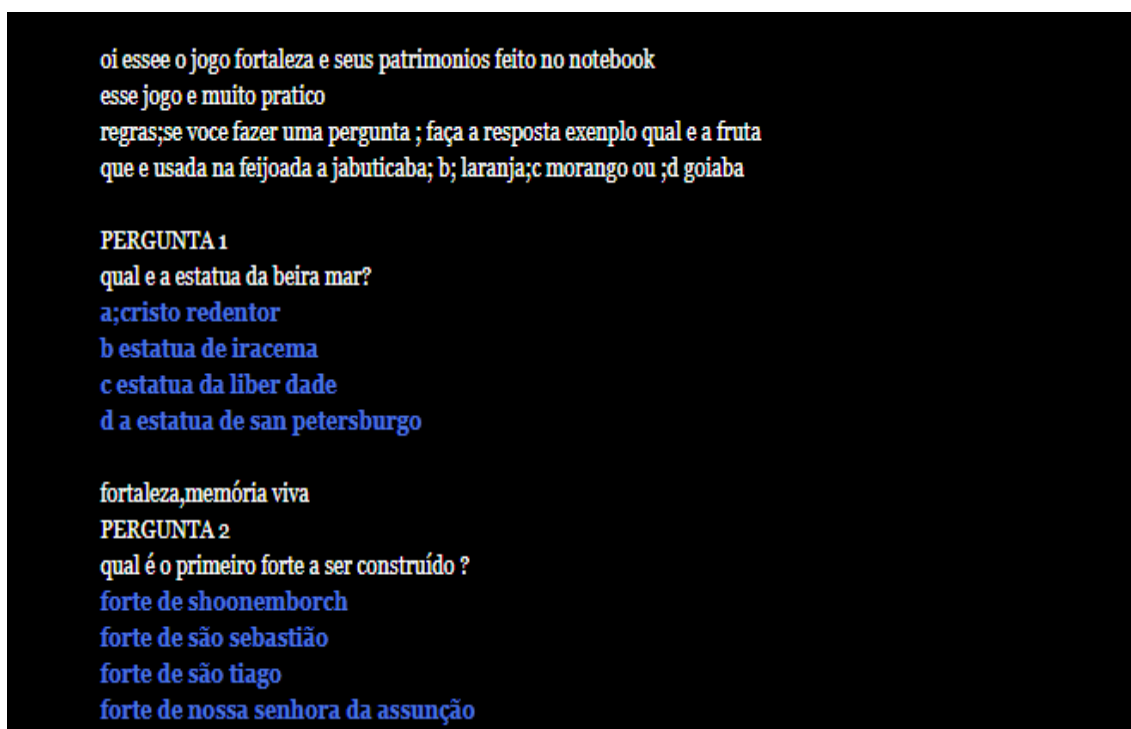 oi essee o jogo fortaleza e seus patrimonios feito no notebook
esse jogo e muito pratico
regras;se voce fazer uma pergunta ; faça a resposta exenplo qual e a fruta
que e usada na feijoada a jabuticaba; b; laranja;c morango ou ;d goiaba
PERGUNTA 1
qual e a estatua da beira mar?
a;cristo redentor
b estatua de iracema
c estatua da liber dade
d a estatua de san petersburgo
fortaleza,memória viva
PERGUNTA 2
qual é o primeiro forte a ser construído ?
forte de shoonemborch
forte de são sebastião
forte de são tiago
forte de nossa senhora da assunção